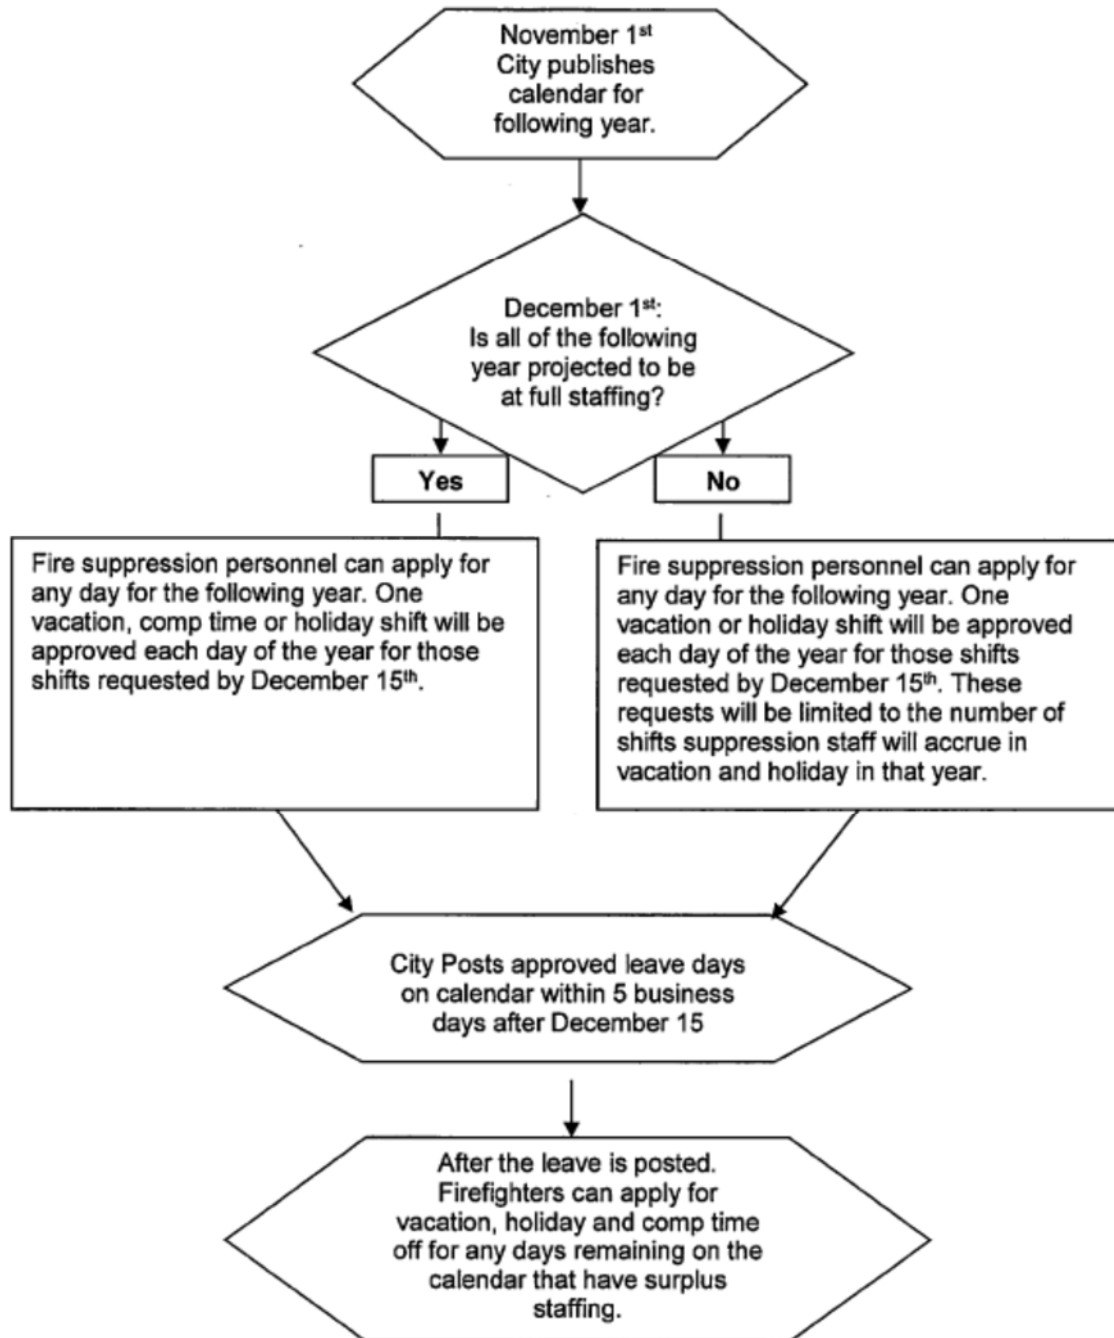 November 1st
City publishes
calendar for
following year.
December 1st:
Is all of the following
year projected to be
at full staffing?
Yes
No
Fire suppression personnel can apply for
any day for the following year. One
vacation, comp time or holiday shift will be
approved each day of the year for those
shifts requested by December 15th.
Fire suppression personnel can apply for
any day for the following year. One
vacation or holiday shift will be approved
each day of the year for those shifts
requested by December 15th. These
requests will be limited to the number of
shifts suppression staff will accrue in
vacation and holiday in that year.
City Posts approved leave days
on calendar within 5 business
days after December 15
After the leave is posted.
Firefighters can apply for
vacation, holiday and comp time
off for any days remaining on the
calendar that have surplus
staffing.